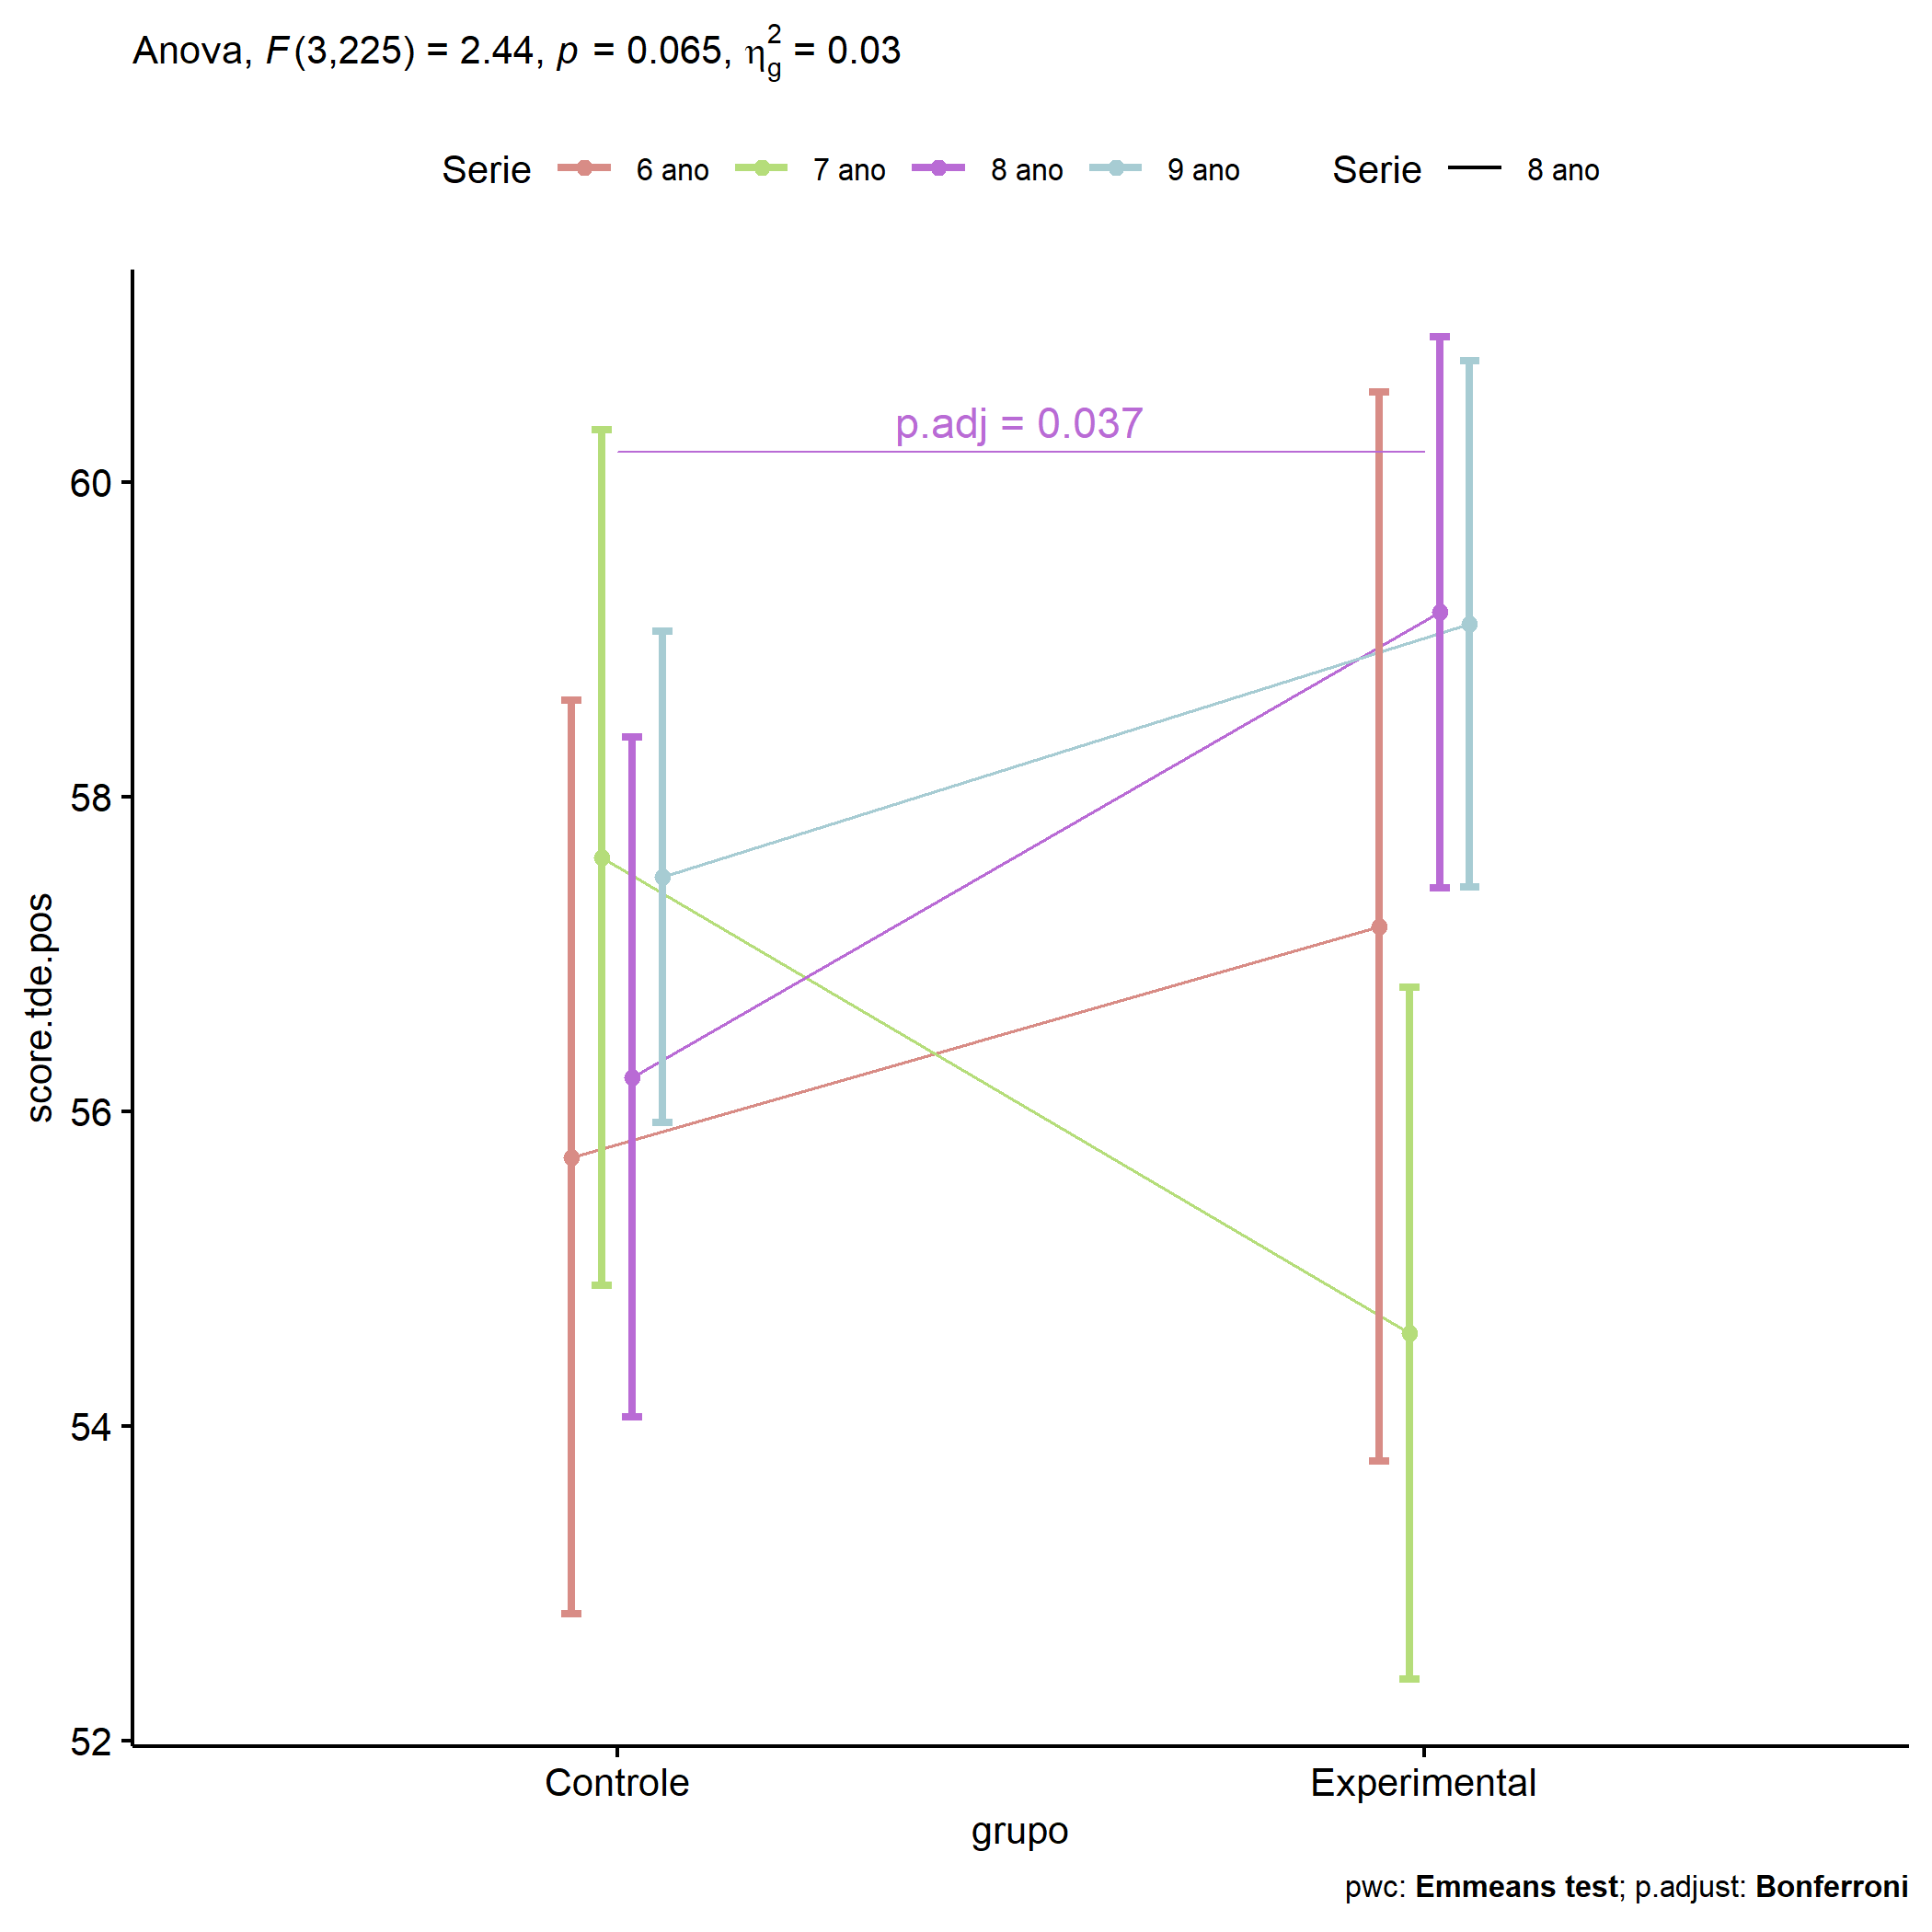 Anova, F(3,225) = 2.44, p = 0.065, η²g = 0.03
Serie 6 ano 7 ano 8 ano 9 ano Serie 8 ano
p.adj = 0.037
60
58
56
54
52
score.tde.pos
Controle Experimental
grupo
pwc: Emmeans test; p.adjust: Bonferroni